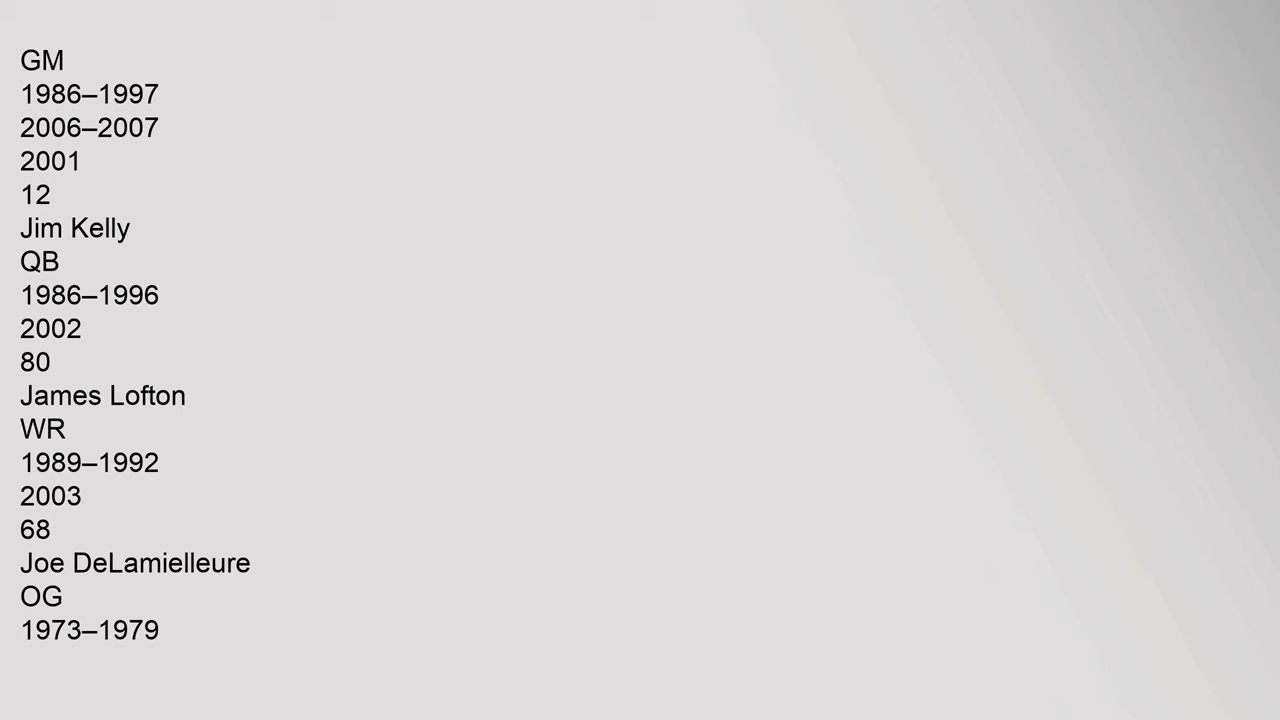 GM
1986–1997
2006–2007
2001
12
Jim Kelly
QB
1986–1996
2002
80
James Lofton
WR
1989–1992
2003
68
Joe DeLamielleure
OG
1973–1979